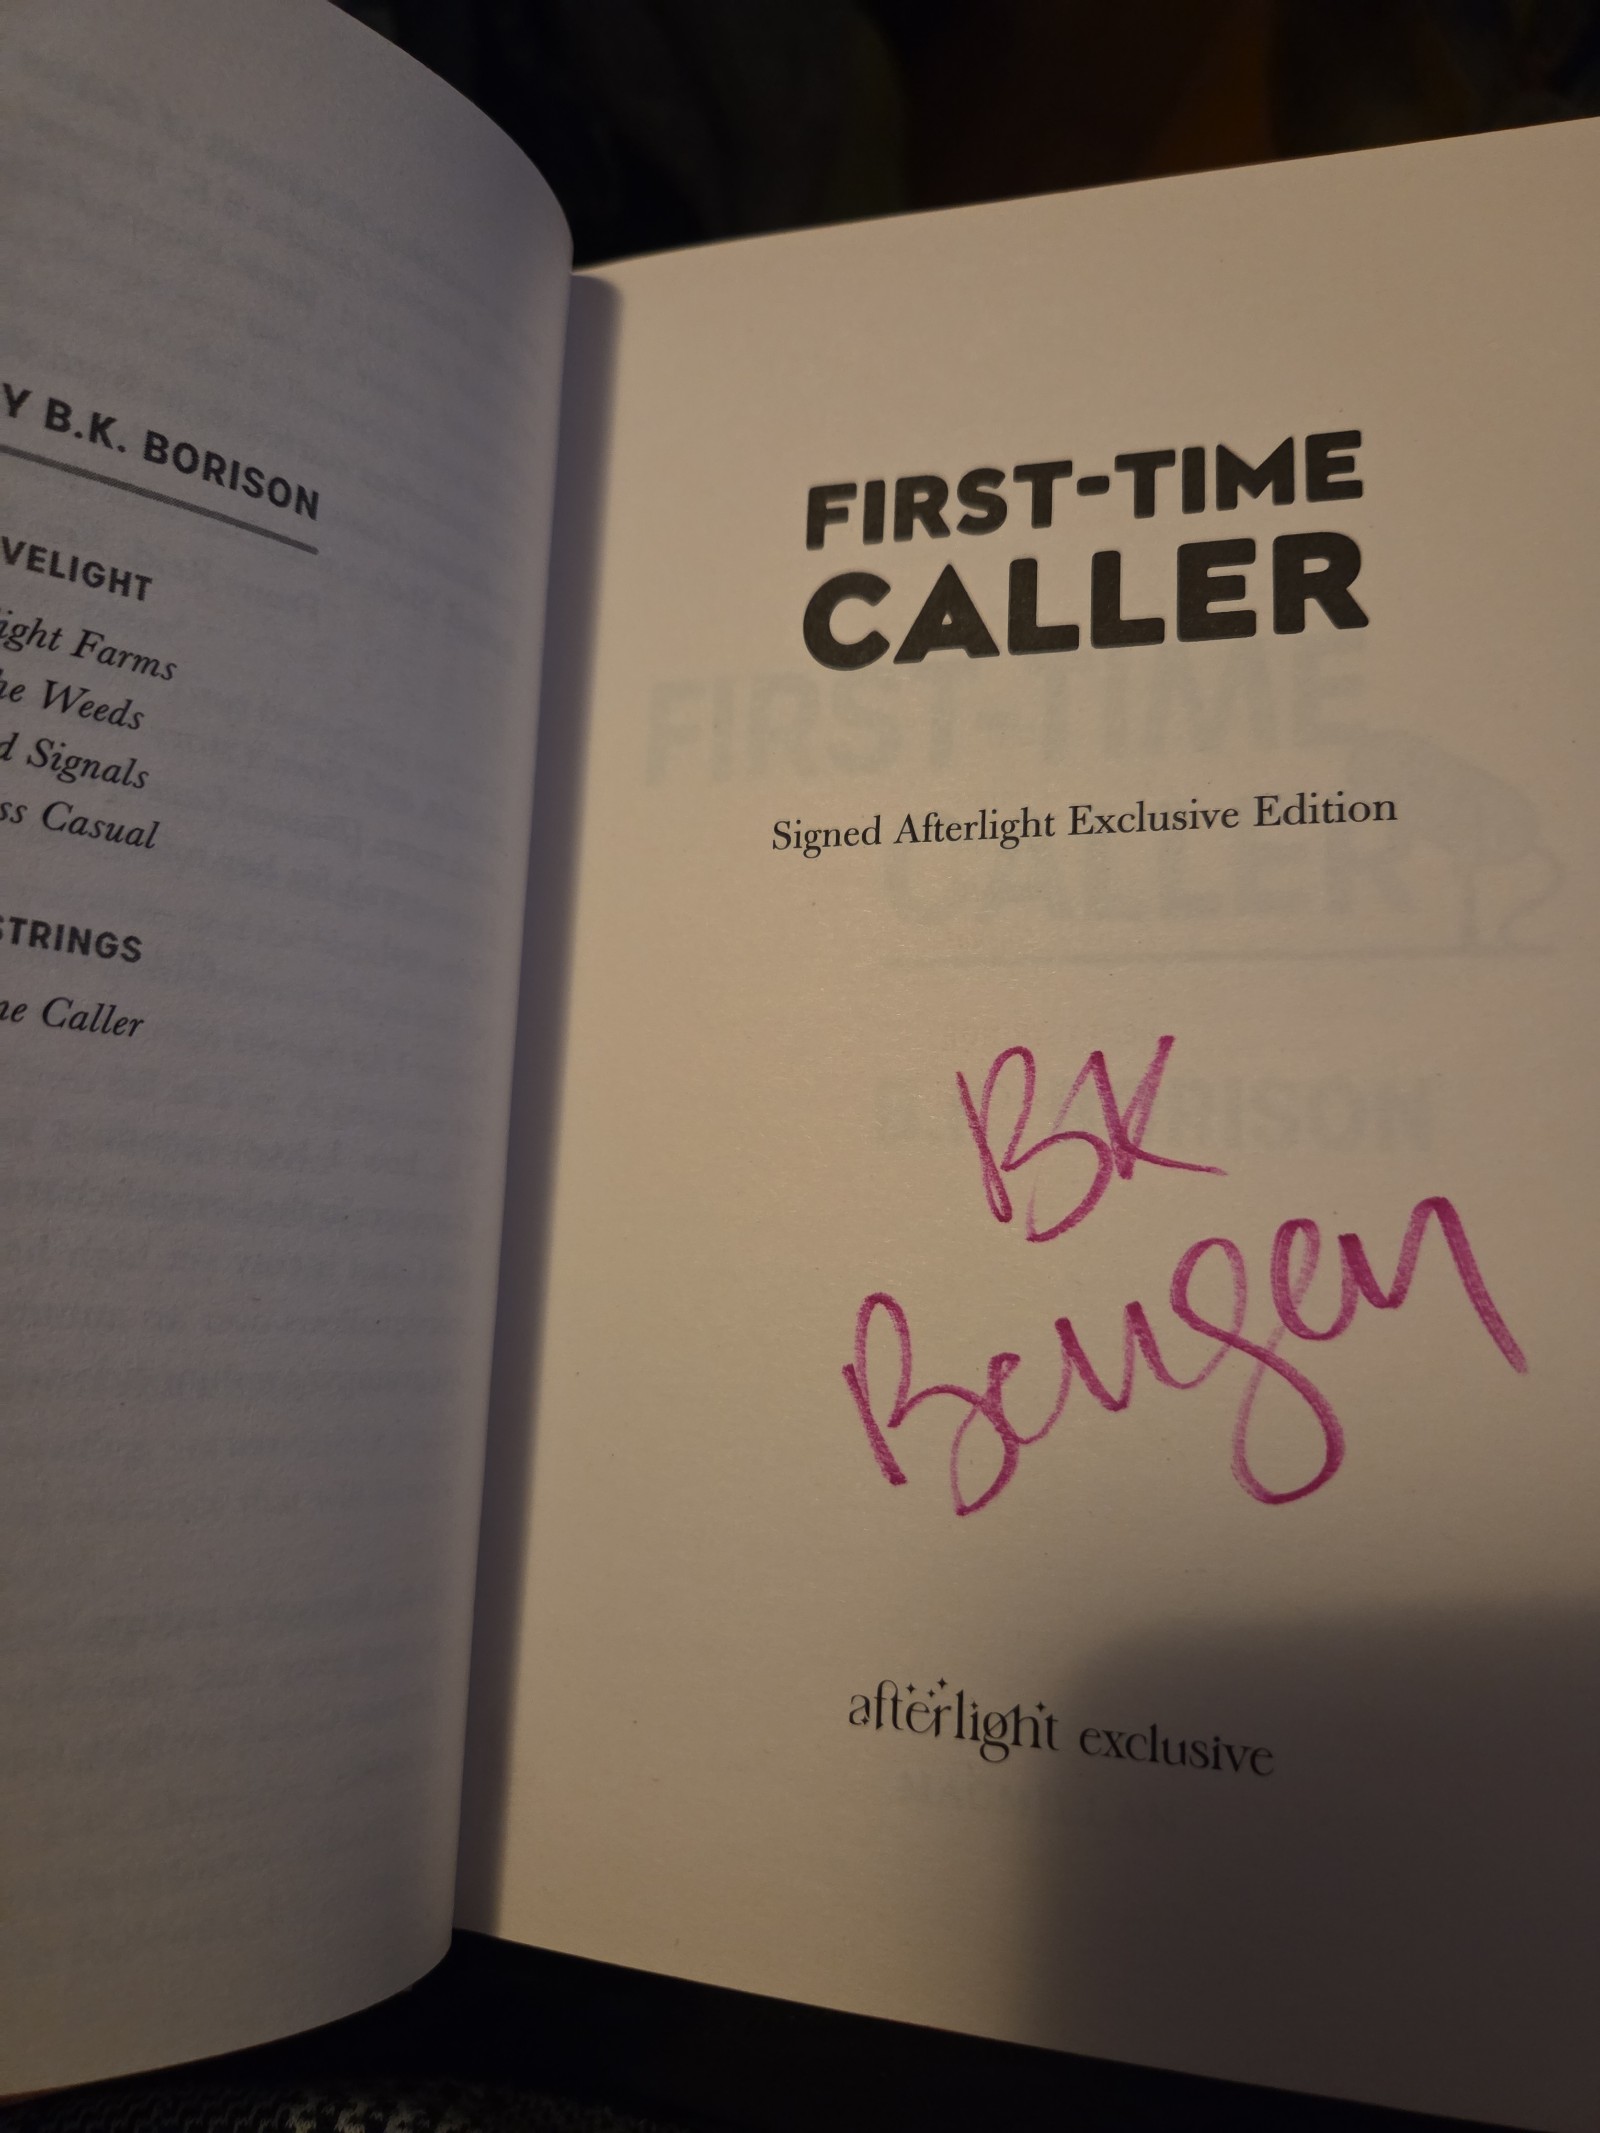 Y B.K. BORISON
VELIGHT
ight Farms
he Weeds
d Signals
ss Casual
STRINGS
ne Caller
FIRST-TIME
CALLER
Signed Afterlight Exclusive Edition
BK
afterlight exclusive